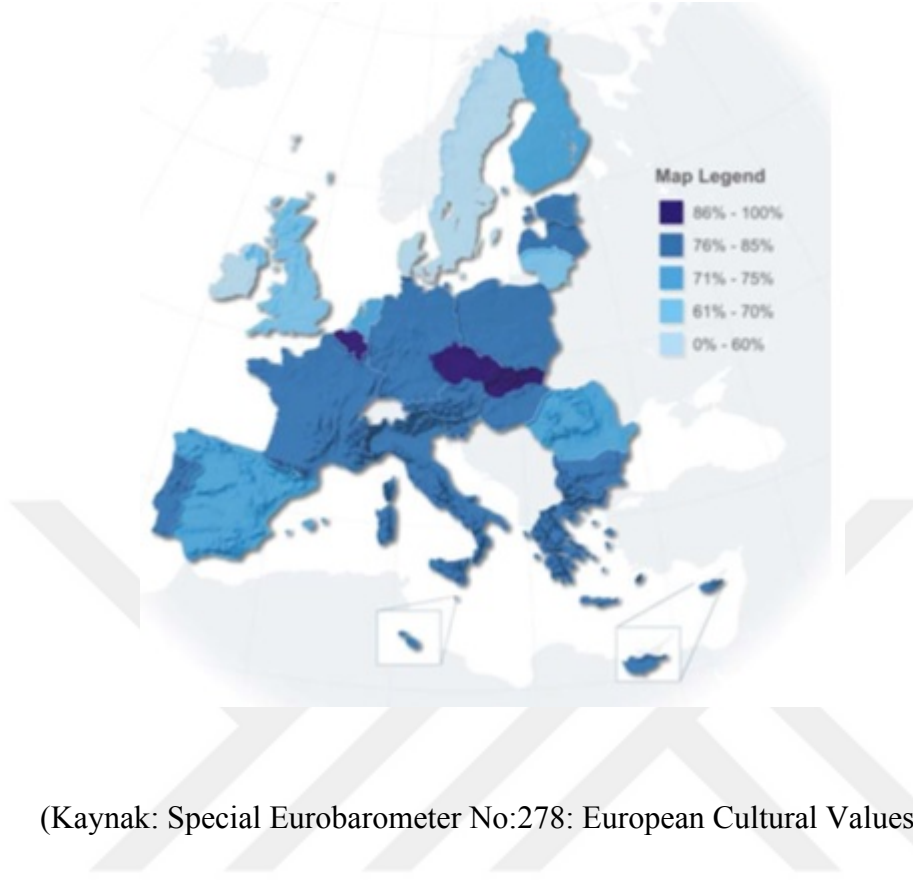 Map Legend
86% - 100%
76% - 85%
71% - 75%
61% - 70%
0% - 60%
(Kaynak: Special Eurobarometer No:278: European Cultural Values